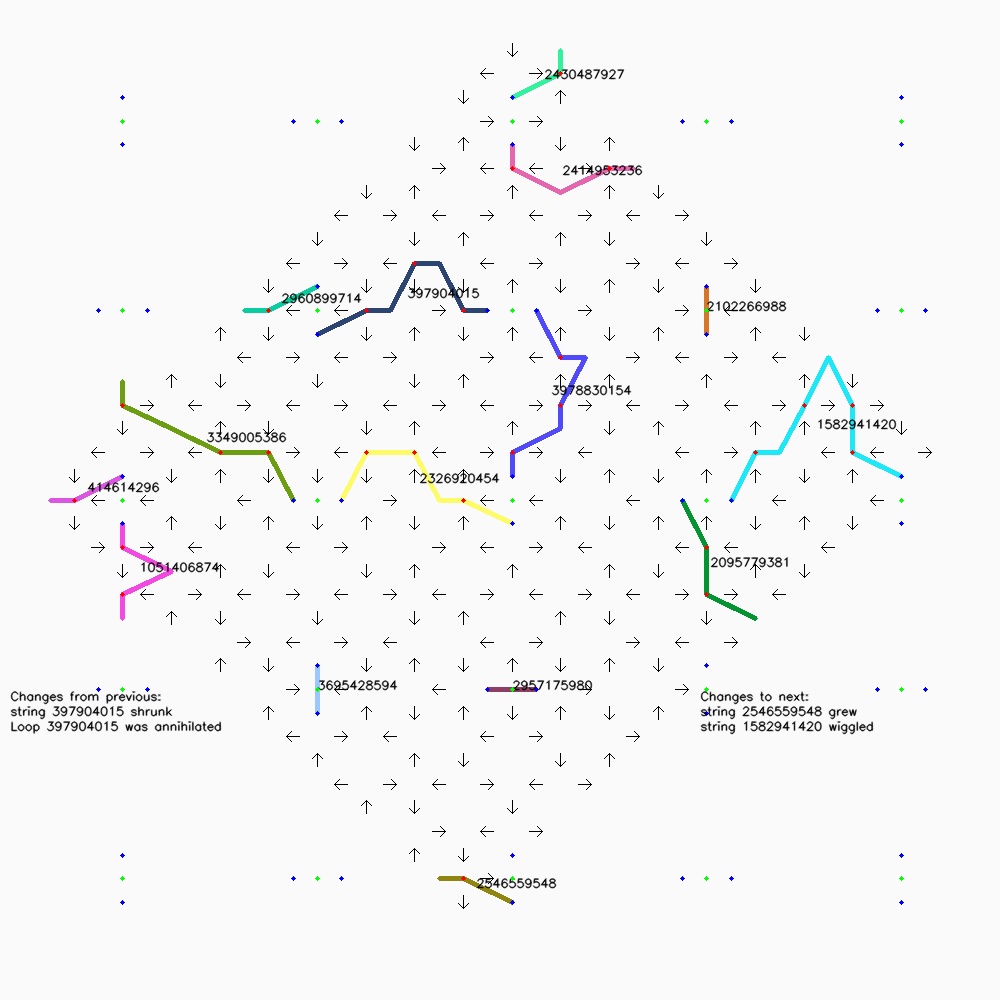 2430487927
2414953236
2960899714
397904015
2102266988
3978830154
1582941420
3349005386
2326920454
414614296
2095779381
1051406874
3695428594
2957175980
Changes from previous:
string 397904015 shrunk
Loop 397904015 was annihilated
Changes to next:
string 2546559548 grew
string 1582941420 wiggled
2546559548